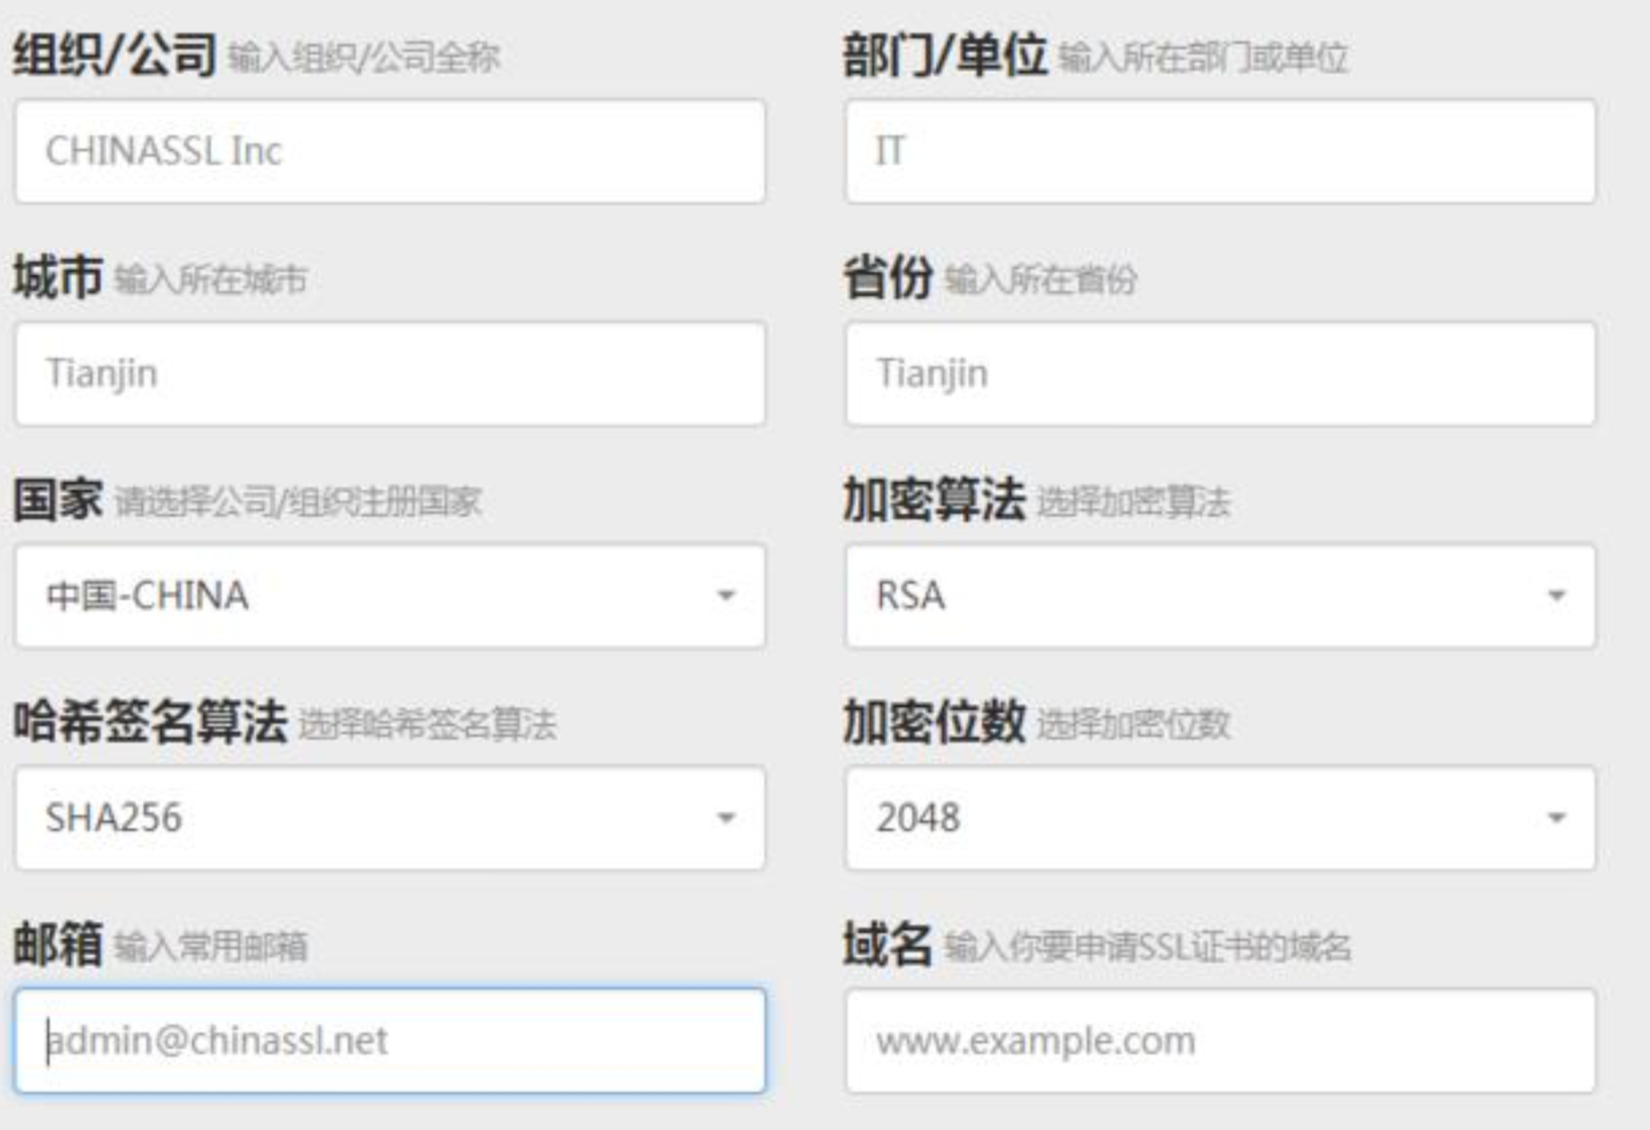 组织/公司 输入组织/公司全称
部门/单位 输入所在部门或单位
CHINASSL Inc
IT
城市 输入所在城市
省份 输入所在省份
Tianjin
Tianjin
国家 请选择公司/组织注册国家
加密算法 选择加密算法
中国-CHINA
RSA
哈希签名算法 选择哈希签名算法
加密位数 选择加密位数
SHA256
2048
邮箱 输入常用邮箱
域名 输入你要申请SSL证书的域名
admin@chinassl.net
www.example.com